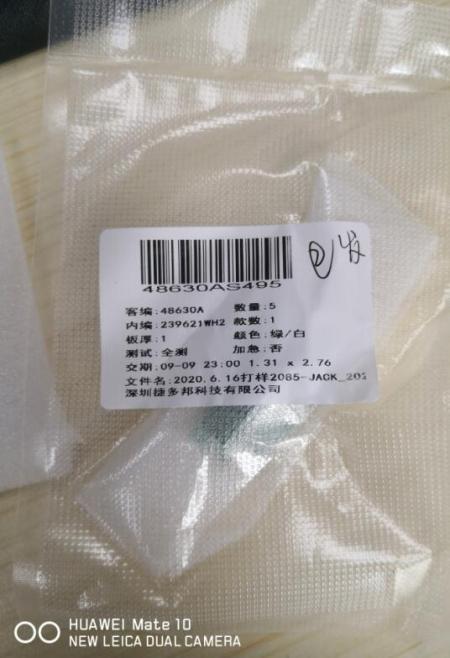 48630AS495
客编:48630A 数量:5
内编:239621WH2 款数:1
板厚:1 颜色:绿/白
测试:全测 加急:否
交期:09-09 23:00 1.31 x 2.76
文件名:2020.6.16打样2085-JACK_202
深圳捷多邦科技有限公司
HUAWEI Mate 10
NEW LEICA DUAL CAMERA